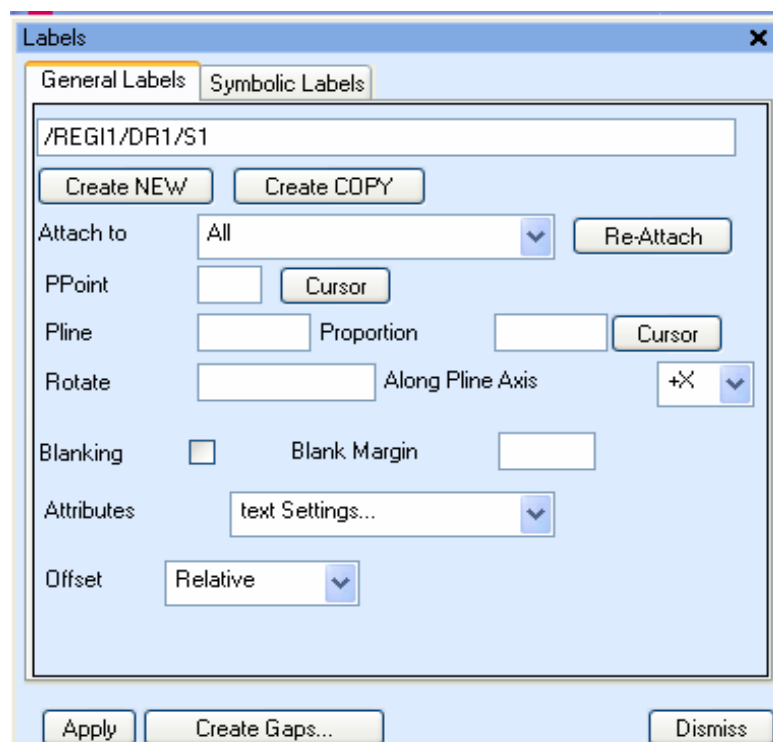 Labels
General Labels Symbolic Labels
/REGI1/DR1/S1
Create NEW Create COPY
Attach to All Re-Attach
PPoint Cursor
Pline Proportion Cursor
Rotate Along Pline Axis +X
Blanking Blank Margin
Attributes text Settings...
Offset Relative
Apply Create Gaps... Dismiss